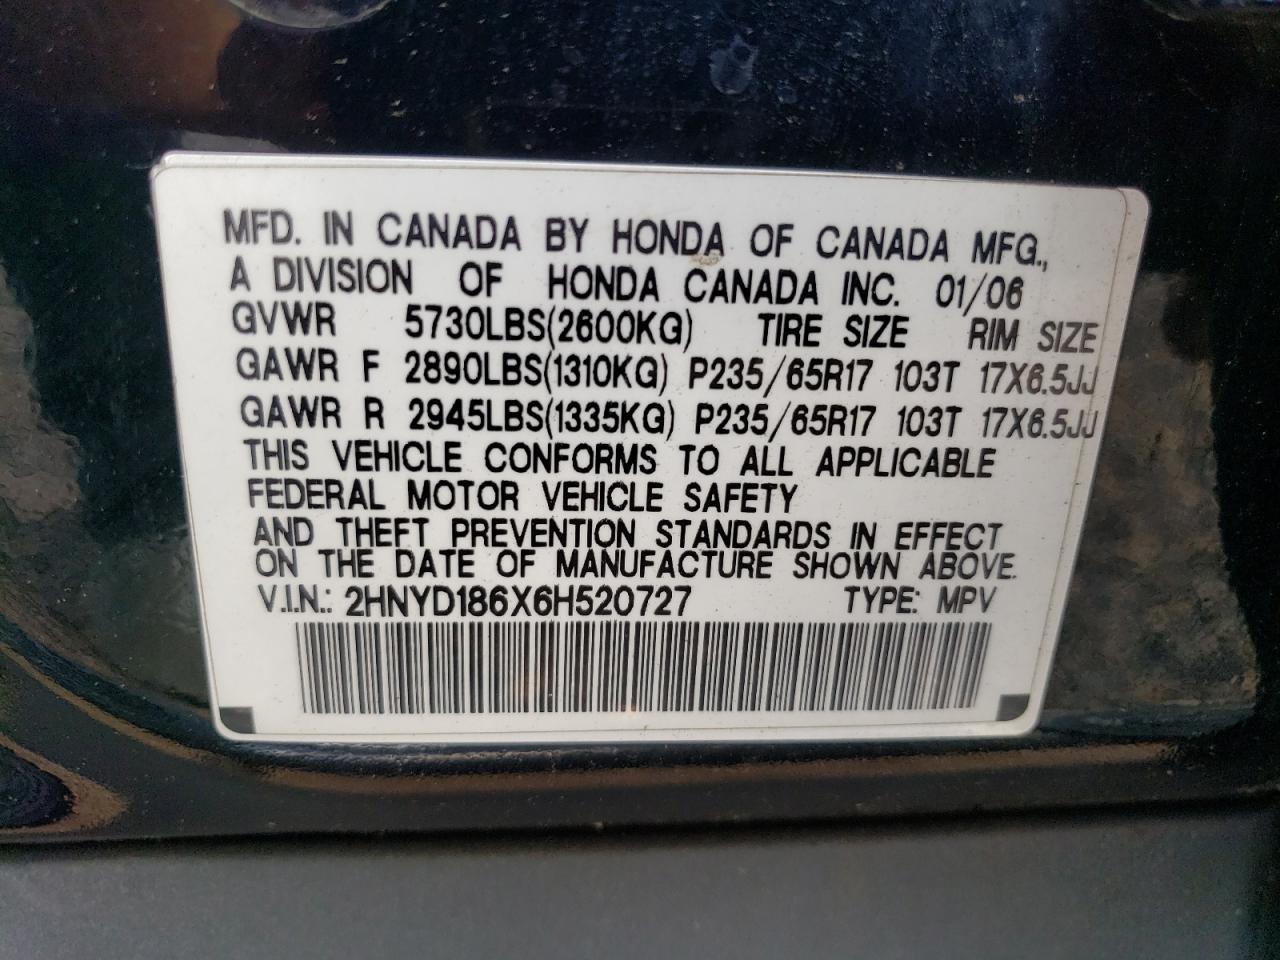 MFD. IN CANADA BY HONDA OF CANADA MFG.,
A DIVISION OF HONDA CANADA INC. 01/06
GVWR 5730LBS(2600KG) TIRE SIZE RIM SIZE
GAWR F 2890LBS(1310KG) P235/65R17 103T 17X6.5JJ
GAWR R 2945LBS(1335KG) P235/65R17 103T 17X6.5JJ
THIS VEHICLE CONFORMS TO ALL APPLICABLE
FEDERAL MOTOR VEHICLE SAFETY
AND THEFT PREVENTION STANDARDS IN EFFECT
ON THE DATE OF MANUFACTURE SHOWN ABOVE.
V.I.N.: 2HNYD186X6H520727 TYPE: MPV